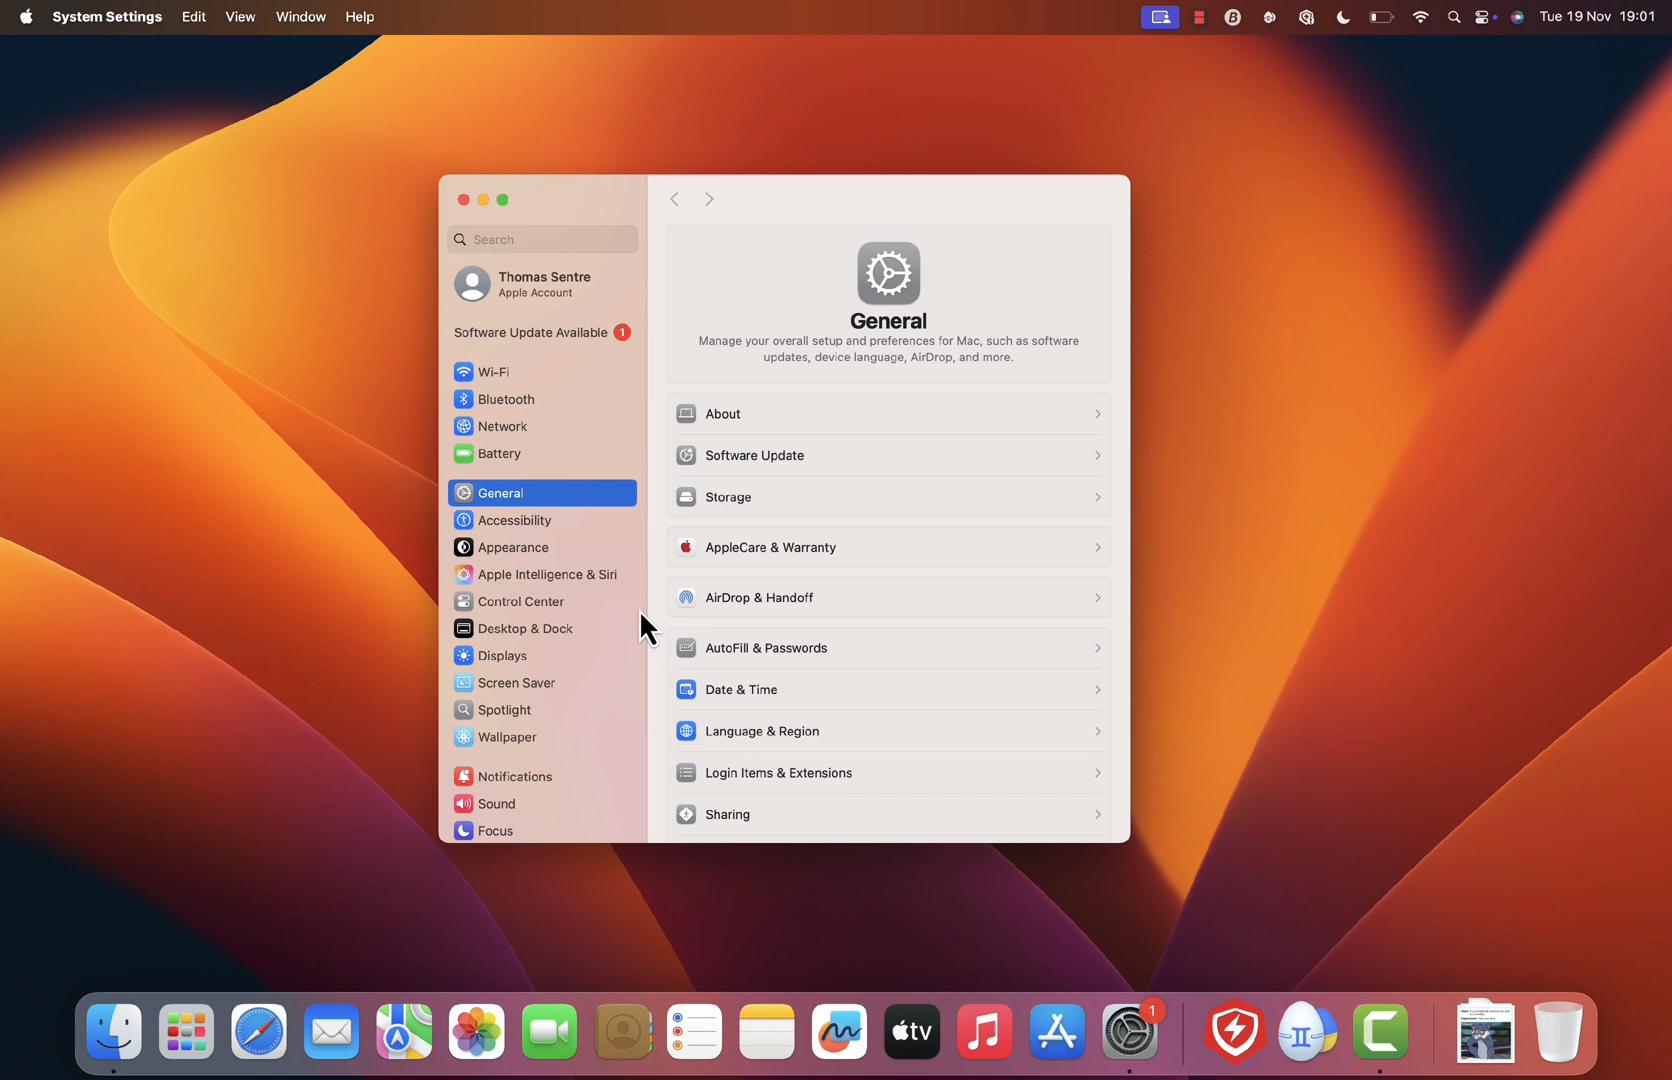 System Settings Edit View Window Help
Tue 19 Nov 19:01
Search
Thomas Sentre
Apple Account
Software Update Available 1
Wi-Fi
Bluetooth
Network
Battery
General
Accessibility
Appearance
Apple Intelligence & Siri
Control Center
Desktop & Dock
Displays
Screen Saver
Spotlight
Wallpaper
Notifications
Sound
Focus
General
Manage your overall setup and preferences for Mac, such as software
updates, device language, AirDrop, and more.
About
Software Update
Storage
AppleCare & Warranty
AirDrop & Handoff
AutoFill & Passwords
Date & Time
Language & Region
Login Items & Extensions
Sharing
tv
1